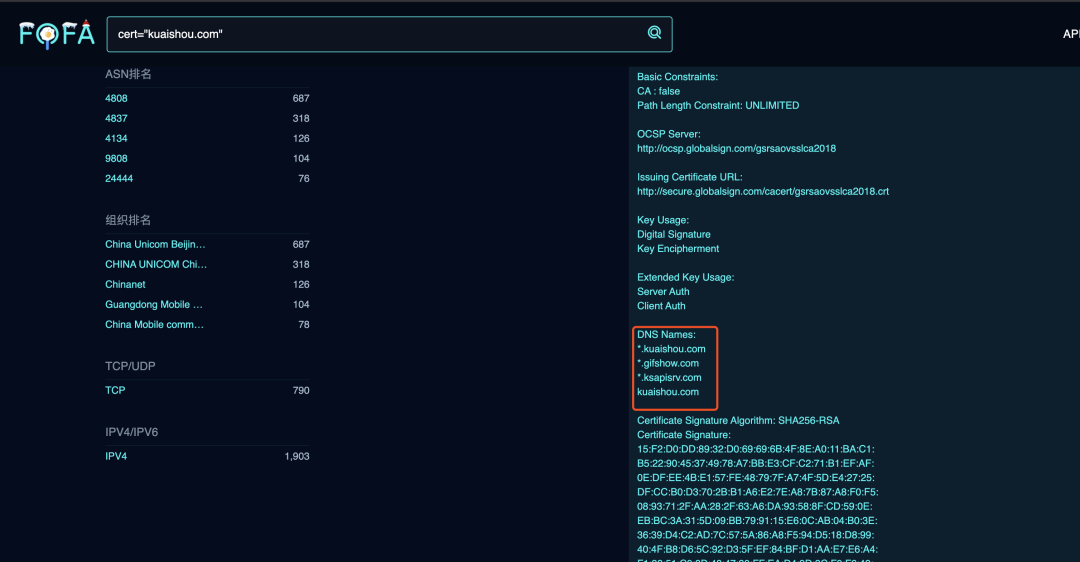 FOFA
cert="kuaishou.com"
API
ASN排名
4808 687
4837 318
4134 126
9808 104
24444 76
组织排名
China Unicom Beijin… 687
CHINA UNICOM Chi… 318
Chinanet 126
Guangdong Mobile … 104
China Mobile comm… 78
TCP/UDP
TCP 790
IPV4/IPV6
IPV4 1,903
Basic Constraints:
CA : false
Path Length Constraint: UNLIMITED
OCSP Server:
http://ocsp.globalsign.com/gsrsaovsslca2018
Issuing Certificate URL:
http://secure.globalsign.com/cacert/gsrsaovsslca2018.crt
Key Usage:
Digital Signature
Key Encipherment
Extended Key Usage:
Server Auth
Client Auth
DNS Names:
*.kuaishou.com
*.gifshow.com
*.ksapisrv.com
kuaishou.com
Certificate Signature Algorithm: SHA256-RSA
Certificate Signature:
15:F2:D0:DD:89:32:D0:69:69:6B:4F:8E:A0:11:BA:C1:
B5:22:90:45:37:49:78:A7:BB:E3:CF:C2:71:B1:EF:AF:
0E:DF:EE:4B:E1:57:FE:48:79:7F:A7:4F:5D:E4:27:25:
DF:CC:B0:D3:70:2B:B1:A6:E2:7E:A8:7B:87:A8:F0:F5:
08:93:71:2F:AA:28:2F:63:A6:DA:93:58:8F:CD:59:0E:
EB:BC:3A:31:5D:09:BB:79:91:15:E6:0C:AB:04:B0:3E:
36:39:D4:C2:AD:7C:57:5A:86:A8:F5:94:D5:18:D8:99:
40:4F:B8:D6:5C:92:D3:5F:EF:84:BF:D1:AA:E7:E6:A4: